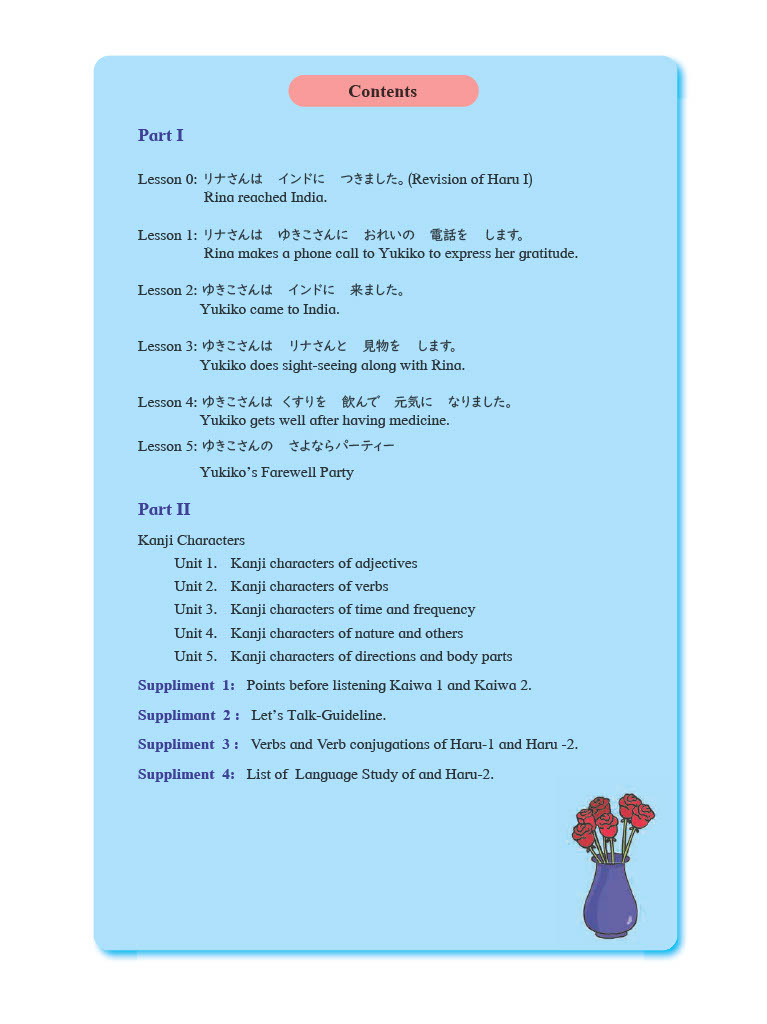 Contents
Part I
Lesson 0: リナさんは　インドに　つきました。(Revision of Haru I)
Rina reached India.
Lesson 1: リナさんは　ゆきこさんに　おれいの　電話を　します。
Rina makes a phone call to Yukiko to express her gratitude.
Lesson 2: ゆきこさんは　インドに　来ました。
Yukiko came to India.
Lesson 3: ゆきこさんは　リナさんと　見物を　します。
Yukiko does sight-seeing along with Rina.
Lesson 4: ゆきこさんは　くすりを　飲んで　元気に　なりました。
Yukiko gets well after having medicine.
Lesson 5: ゆきこさんの　さよならパーティー
Yukiko's Farewell Party
Part II
Kanji Characters
Unit 1. Kanji characters of adjectives
Unit 2. Kanji characters of verbs
Unit 3. Kanji characters of time and frequency
Unit 4. Kanji characters of nature and others
Unit 5. Kanji characters of directions and body parts
Suppliment 1: Points before listening Kaiwa 1 and Kaiwa 2.
Supplimant 2 : Let's Talk-Guideline.
Suppliment 3 : Verbs and Verb conjugations of Haru-1 and Haru -2.
Suppliment 4: List of Language Study of and Haru-2.